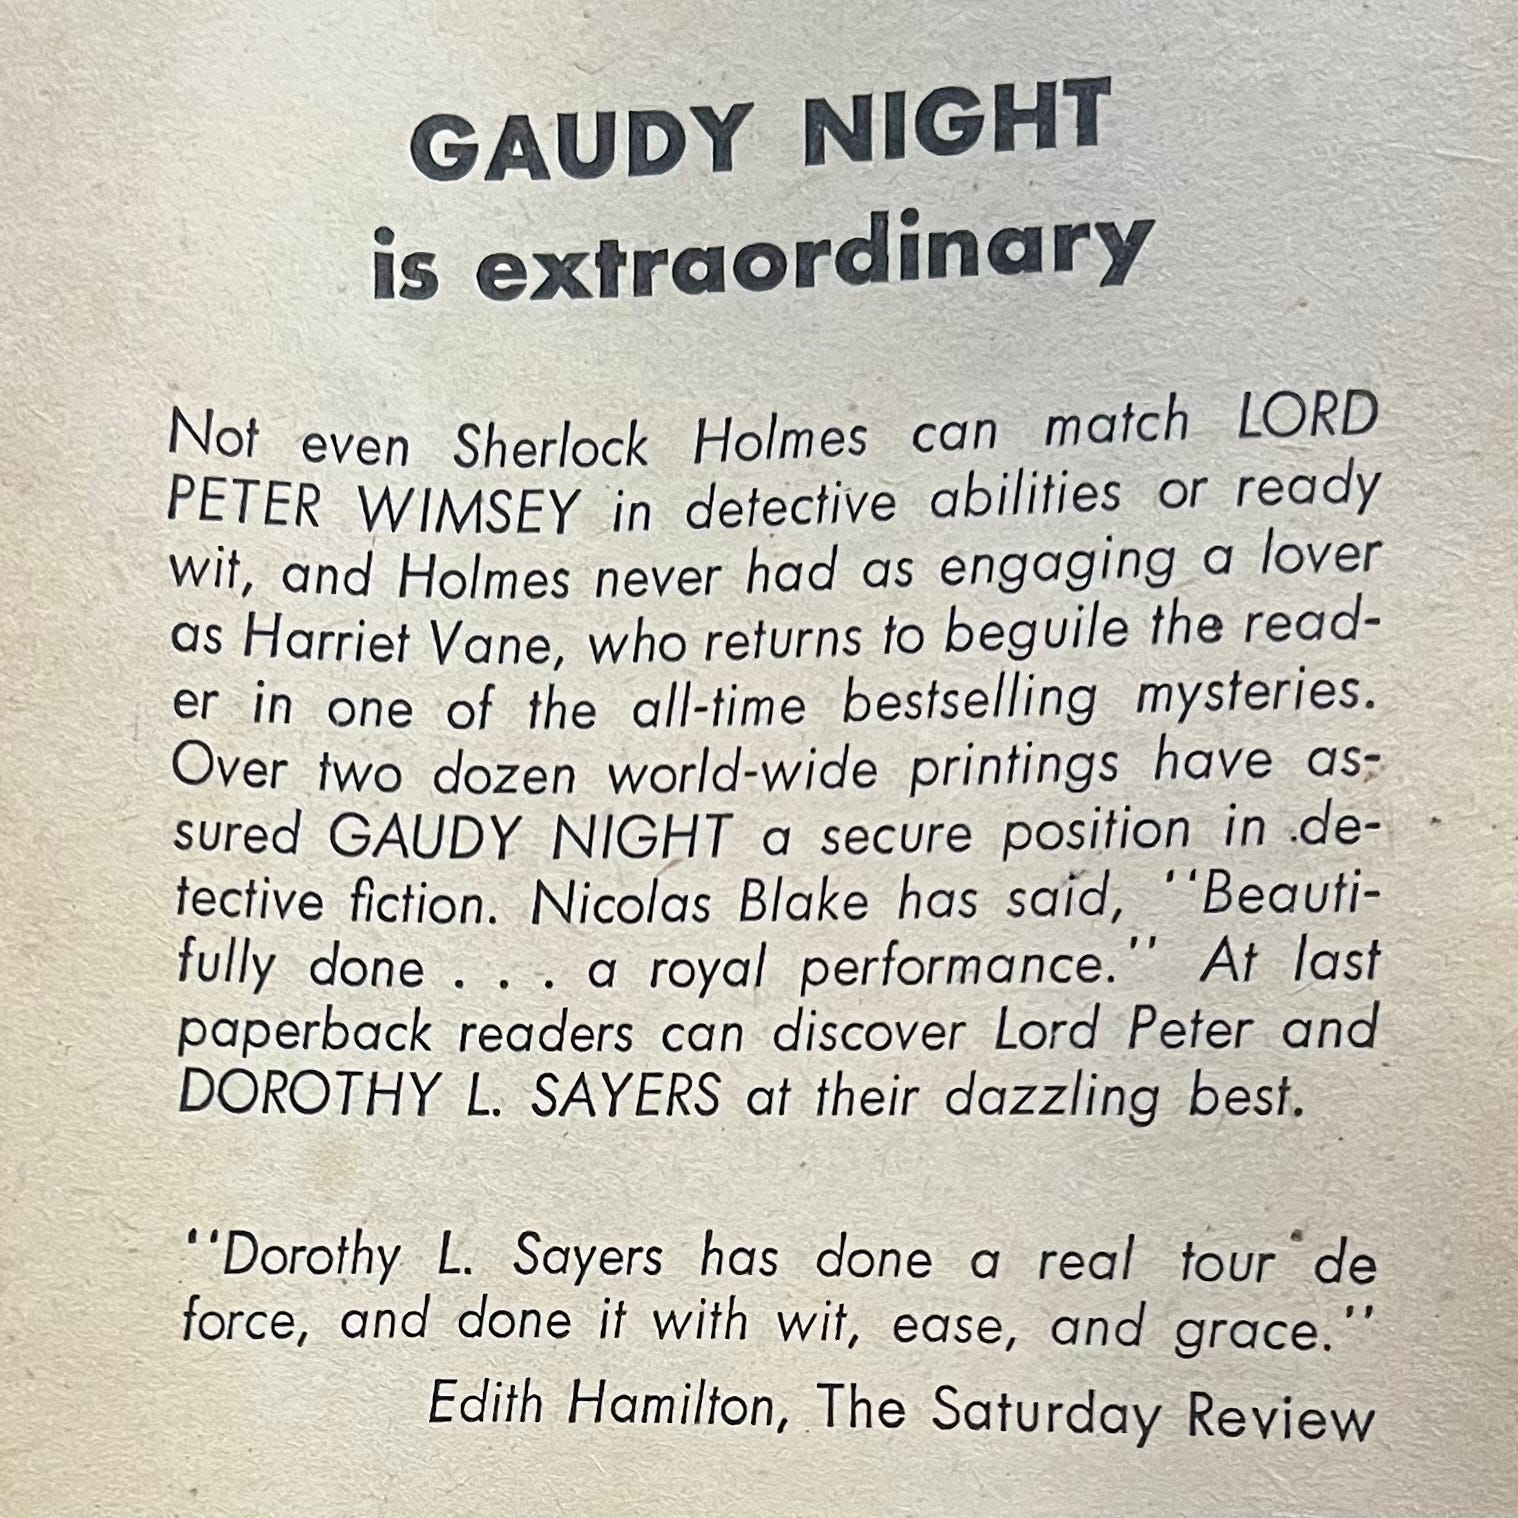 GAUDY NIGHT
is extraordinary
Not even Sherlock Holmes can match LORD
PETER WIMSEY in detective abilities or ready
wit, and Holmes never had as engaging a lover
as Harriet Vane, who returns to beguile the read-
er in one of the all-time bestselling mysteries.
Over two dozen world-wide printings have as-
sured GAUDY NIGHT a secure position in de-
tective fiction. Nicolas Blake has said, "Beauti-
fully done . . . a royal performance." At last
paperback readers can discover Lord Peter and
DOROTHY L. SAYERS at their dazzling best.
"Dorothy L. Sayers has done a real tour de
force, and done it with wit, ease, and grace."
Edith Hamilton, The Saturday Review